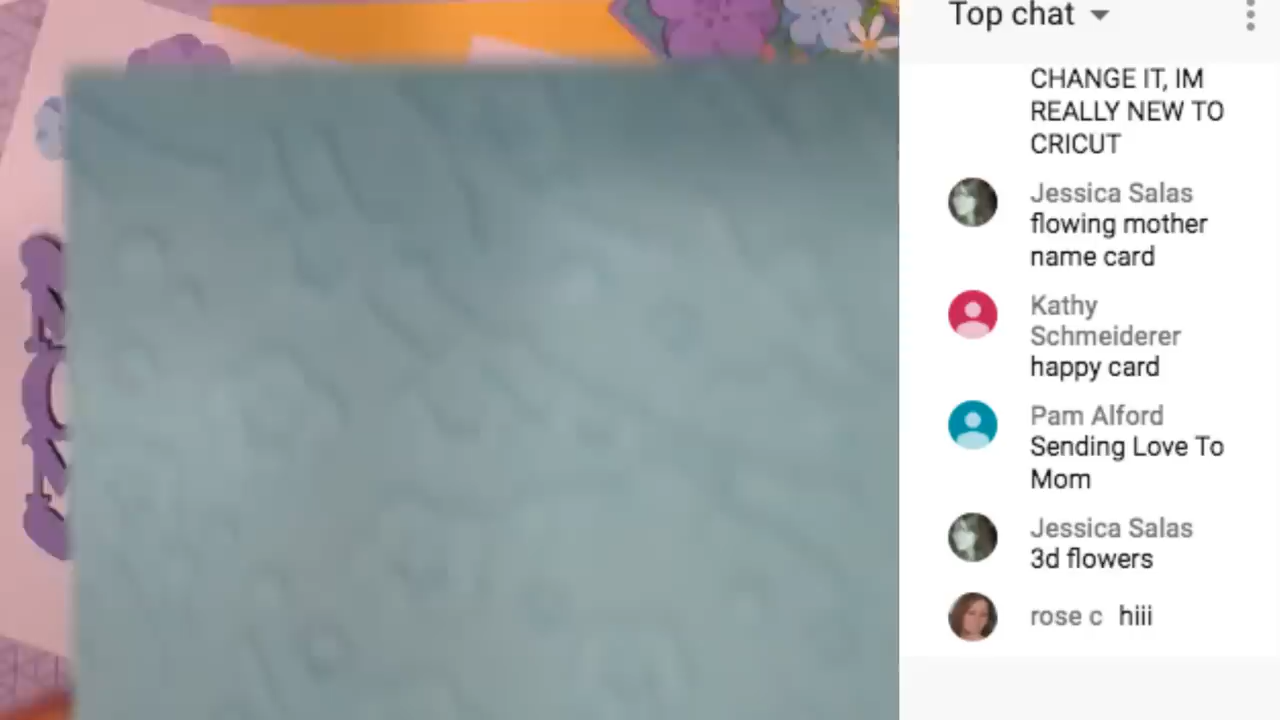 Top chat
CHANGE IT, IM
REALLY NEW TO
CRICUT
Jessica Salas
flowing mother
name card
Kathy
Schmeiderer
happy card
Pam Alford
Sending Love To
Mom
Jessica Salas
3d flowers
rose c hiii